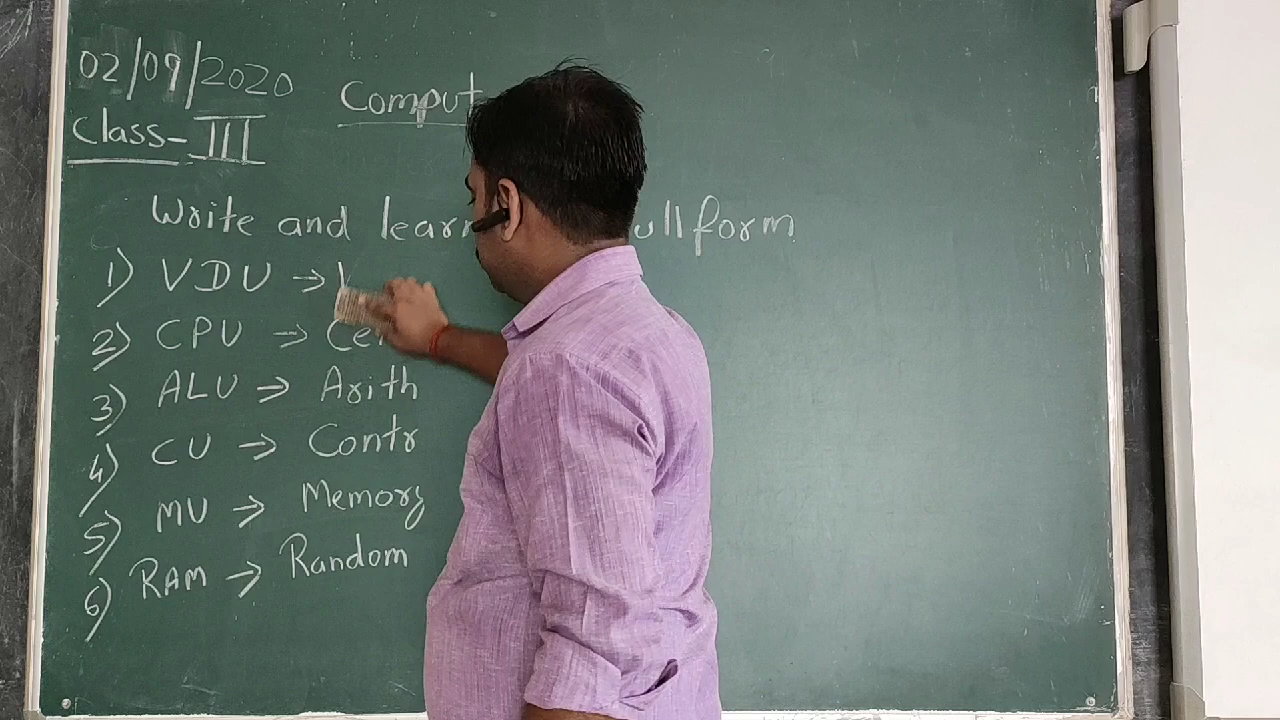 02/09/2020
Comput
Class-III
Write and learn ull form
1) VDU →
2) CPU → Ce
3) ALU → Arith
4) CU → Contr
5) MU → Memory
6) RAM → Random